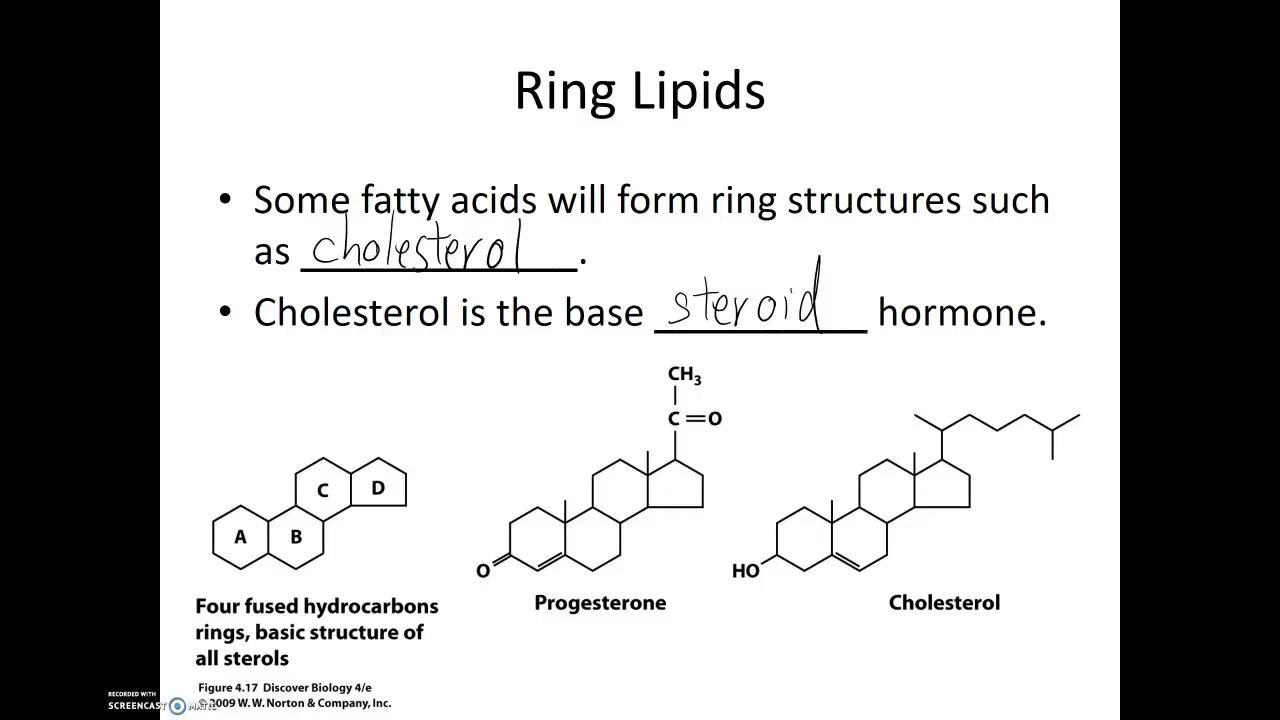 Ring Lipids
• Some fatty acids will form ring structures such
as cholesterol.
• Cholesterol is the base steroid hormone.
CH3
C=O
A B C D
O
HO
Four fused hydrocarbons
rings, basic structure of
all sterols
Progesterone
Cholesterol
Figure 4.17 Discover Biology 4/e
© 2009 W. W. Norton & Company, Inc.
RECORDED WITH
SCREENCAST MATIC